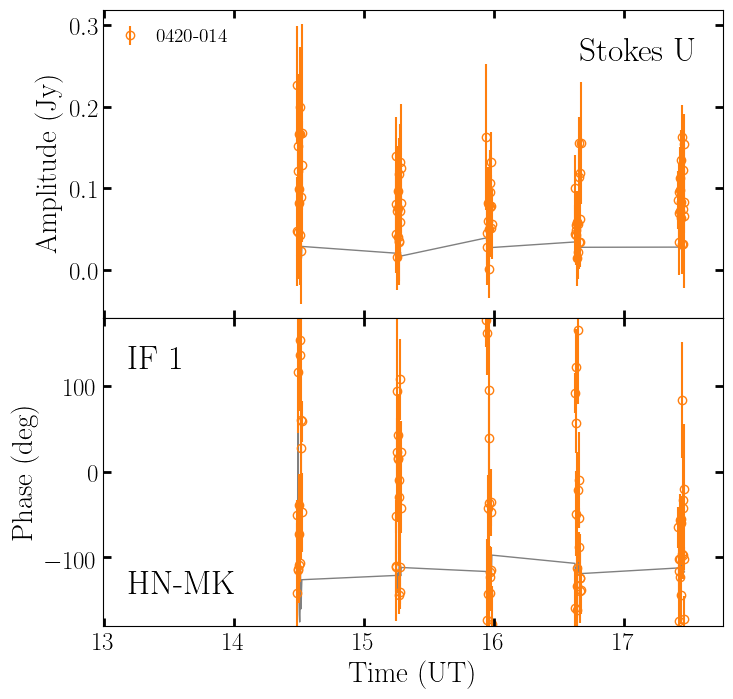 0.3
0420-014
Stokes U
0.2
0.1
0.0
Amplitude (Jy)
IF 1
100
0
−100
Phase (deg)
HN-MK
13 14 15 16 17
Time (UT)